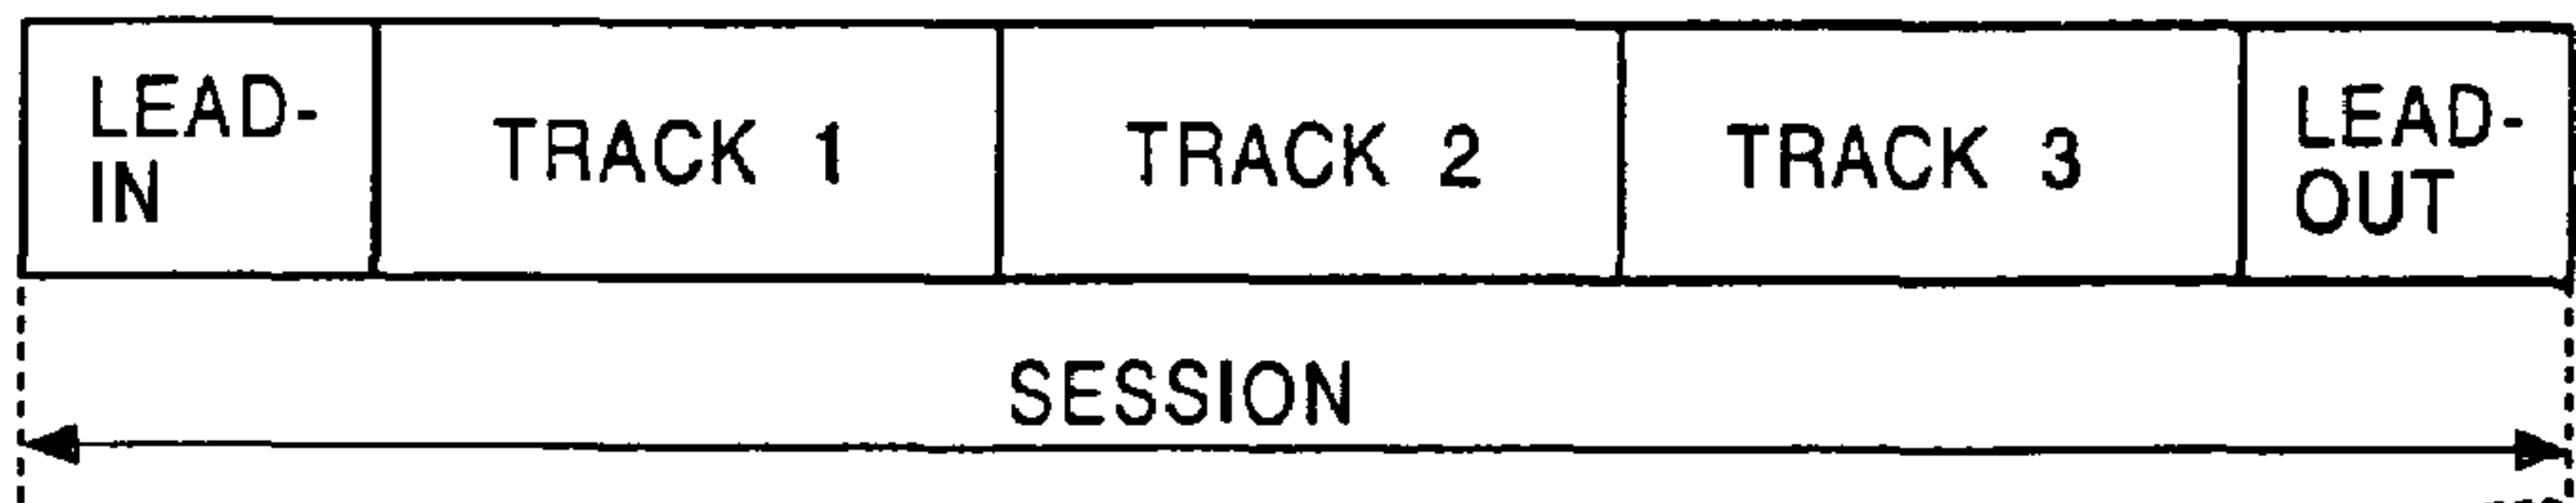 LEAD-
IN
TRACK 1
TRACK 2
TRACK 3
LEAD-
OUT
SESSION